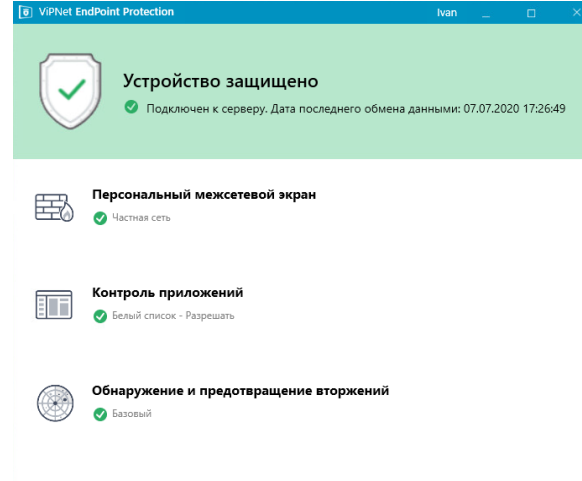 ViPNet EndPoint Protection Ivan
Устройство защищено
Подключен к серверу. Дата последнего обмена данными: 07.07.2020 17:26:49
Персональный межсетевой экран
Частная сеть
Контроль приложений
Белый список - Разрешать
Обнаружение и предотвращение вторжений
Базовый